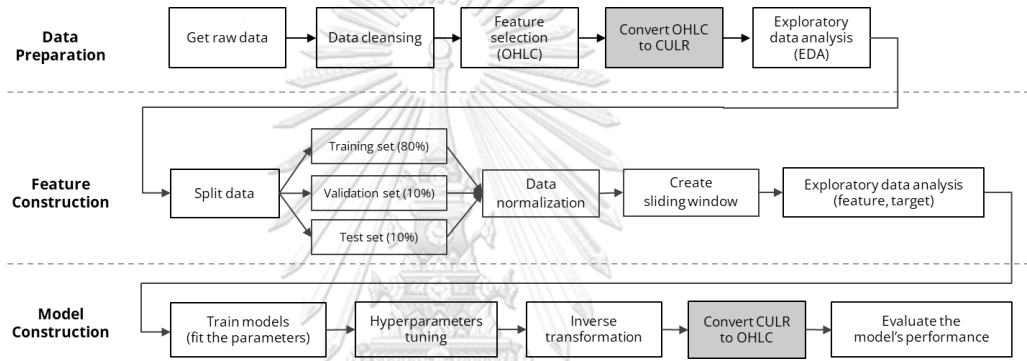 Data
Preparation
Get raw data
Data cleansing
Feature
selection
(OHLC)
Convert OHLC
to CULR
Exploratory
data analysis
(EDA)
Feature
Construction
Split data
Training set (80%)
Validation set (10%)
Test set (10%)
Data
normalization
Create
sliding window
Exploratory data analysis
(feature, target)
Model
Construction
Train models
(fit the parameters)
Hyperparameters
tuning
Inverse
transformation
Convert CULR
to OHLC
Evaluate the
model's performance